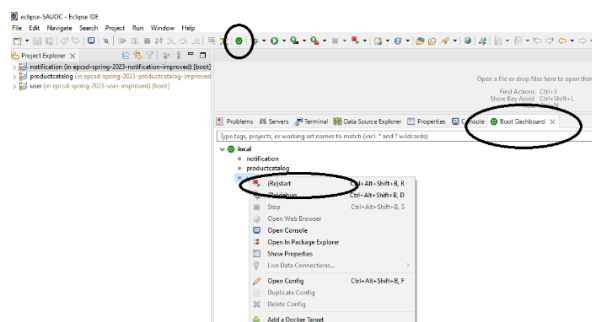 eclipse-SAUOC - Eclipse IDE
File Edit Navigate Search Project Run Window Help
Project Explorer
notification (in epcsd-spring-2023-notification-improved) [boot]
productcatalog (in epcsd-spring-2023-productcatalog-improved
user (in epcsd-spring-2023-user-improved) [boot]
Open a file or drop files here to open them
Find Actions Ctrl+3
Show Key Assist Ctrl+Shift+L
Problems Servers Terminal Data Source Explorer Properties Console Boot Dashboard
Type tags, projects, or working set names to match (incl. * and ? wildcards)
local
notification
productcatalog
(Re)start Ctrl+Alt+Shift+B, R
(Re)debug Ctrl+Alt+Shift+B, D
Stop Ctrl+Alt+Shift+B, S
Open Web Browser
Open Console
Open In Package Explorer
Show Properties
Live Data Connections...
Open Config Ctrl+Alt+Shift+B, F
Duplicate Config
Delete Config
Add a Docker Target